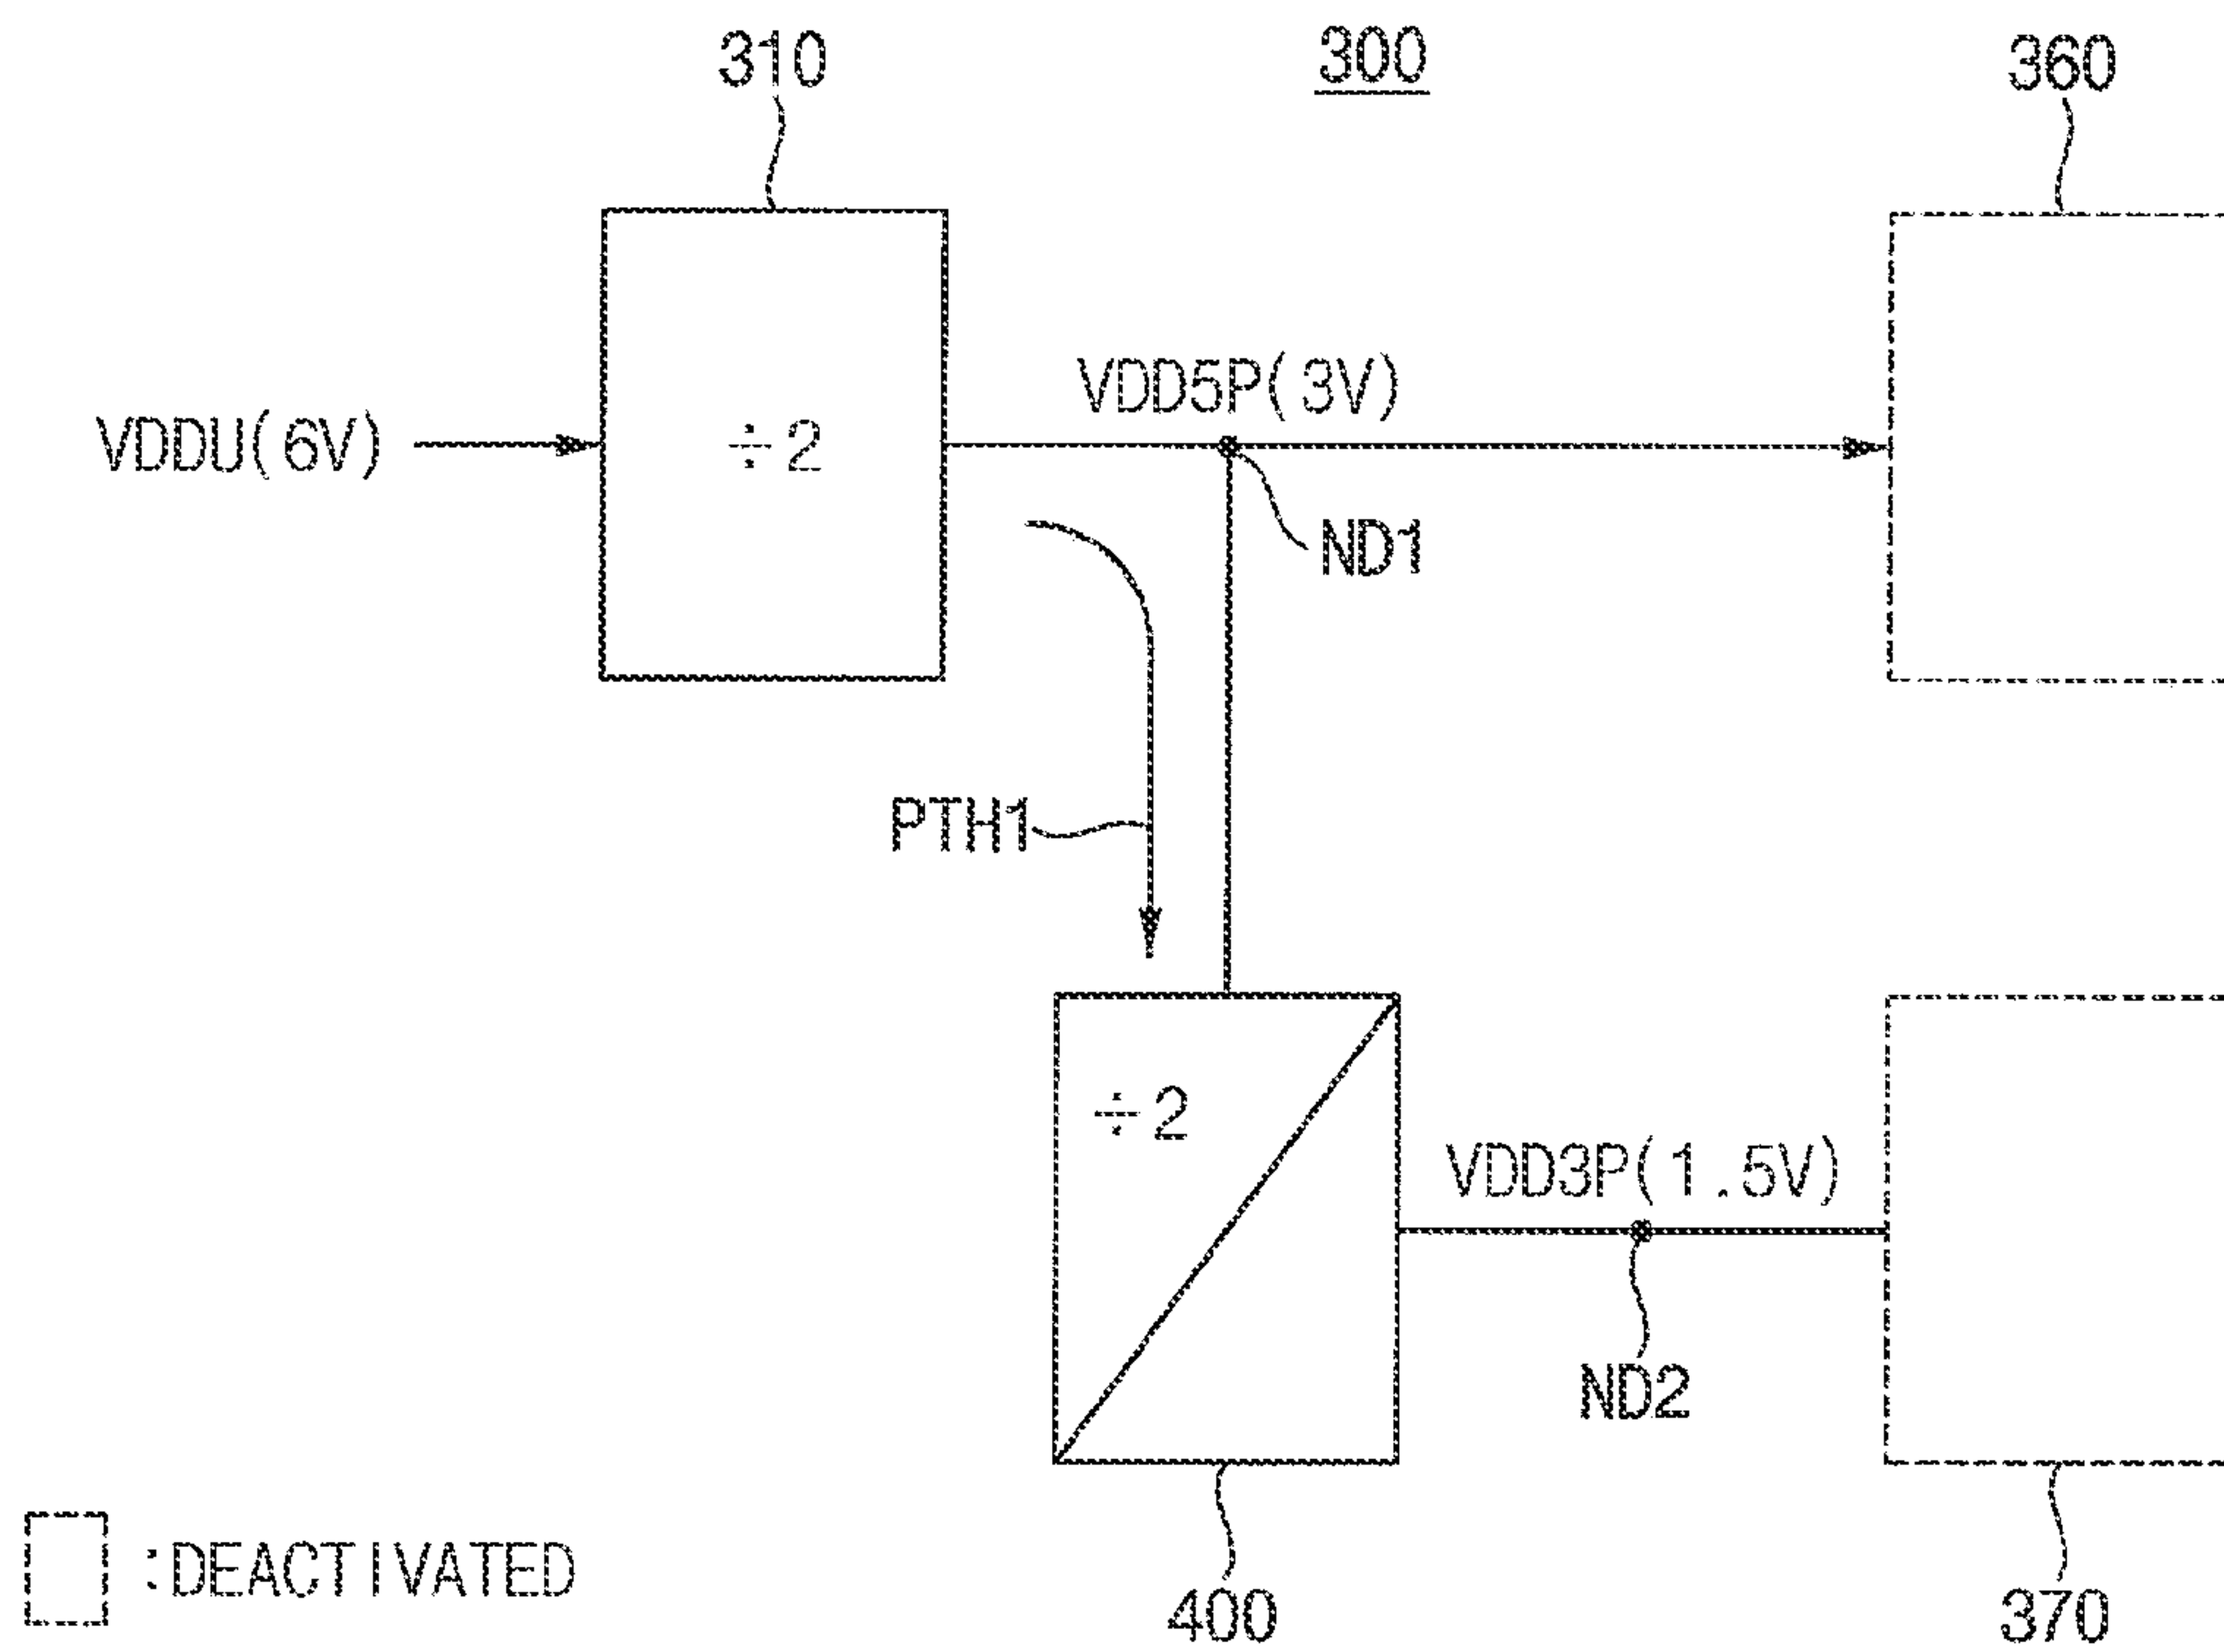 310
300
360
VDD5P(3V)
VDDU(6V)
÷2
ND1
PTH1
÷2
VDD3P(1.5V)
ND2
:DEACTIVATED
400
370